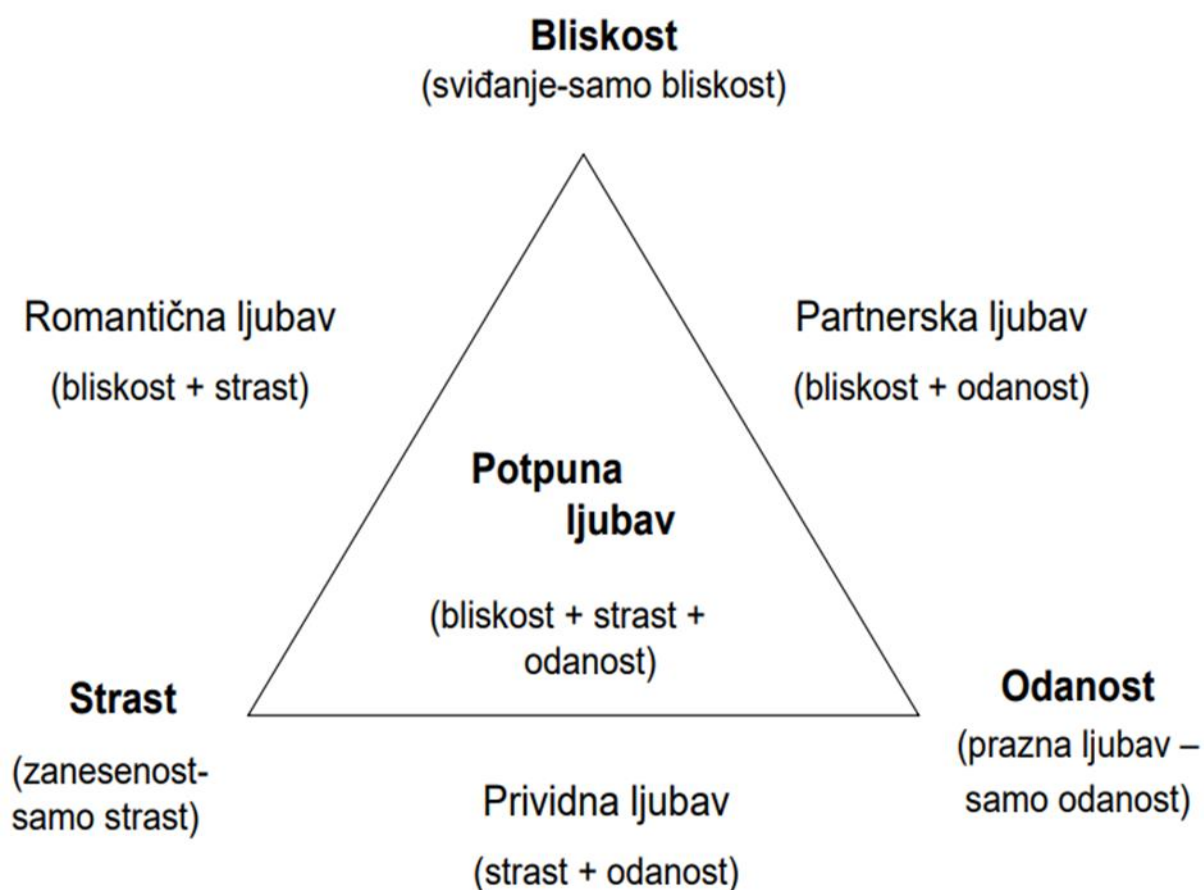 Bliskost
(sviđanje-samo bliskost)
Romantična ljubav
(bliskost + strast)
Partnerska ljubav
(bliskost + odanost)
Potpuna
ljubav
(bliskost + strast +
odanost)
Strast
(zanesenost-
samo strast)
Odanost
(prazna ljubav –
samo odanost)
Prividna ljubav
(strast + odanost)